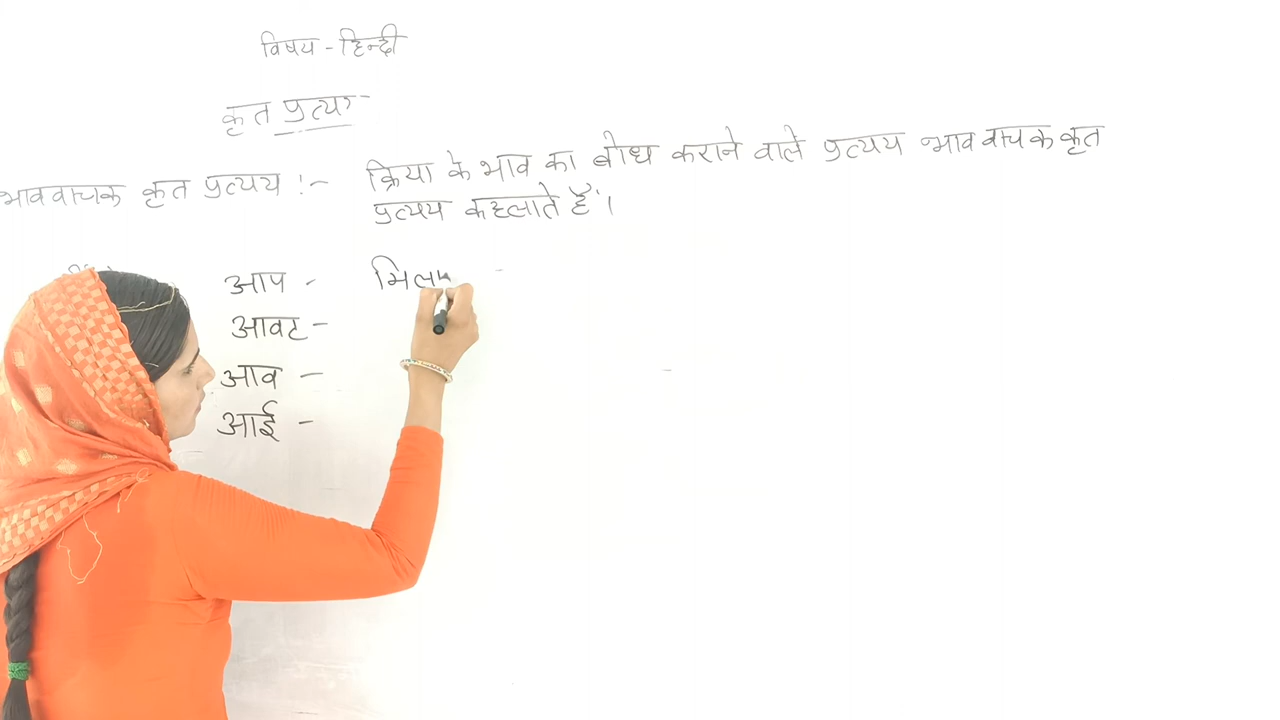 विषय - हिन्दी
कृत प्रत्यय
भाववाचक कृत प्रत्यय :- क्रिया के भाव का बोध कराने वाले प्रत्यय भाववाचक कृत
प्रत्यय कहलाते हैं।
आप -
आवट -
आव -
आई -